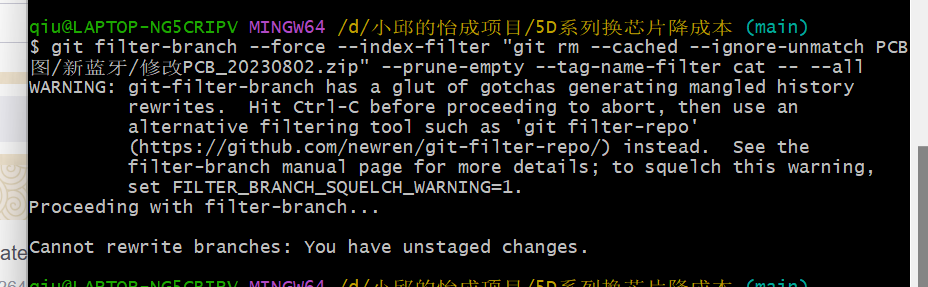 qiu@LAPTOP-NG5CRIPV MINGW64 /d/小邱的怡成项目/5D系列换芯片降成本 (main)
$ git filter-branch --force --index-filter "git rm --cached --ignore-unmatch PCB
图/新蓝牙/修改PCB_20230802.zip" --prune-empty --tag-name-filter cat -- --all
WARNING: git-filter-branch has a glut of gotchas generating mangled history
rewrites.  Hit Ctrl-C before proceeding to abort, then use an
alternative filtering tool such as 'git filter-repo'
(https://github.com/newren/git-filter-repo/) instead.  See the
filter-branch manual page for more details; to squelch this warning,
set FILTER_BRANCH_SQUELCH_WARNING=1.
Proceeding with filter-branch...
Cannot rewrite branches: You have unstaged changes.
ate
264
qiu@LAPTOP-NG5CRIPV MINGW64 /d/小邱的怡成项目/5D系列换芯片降成本 (main)